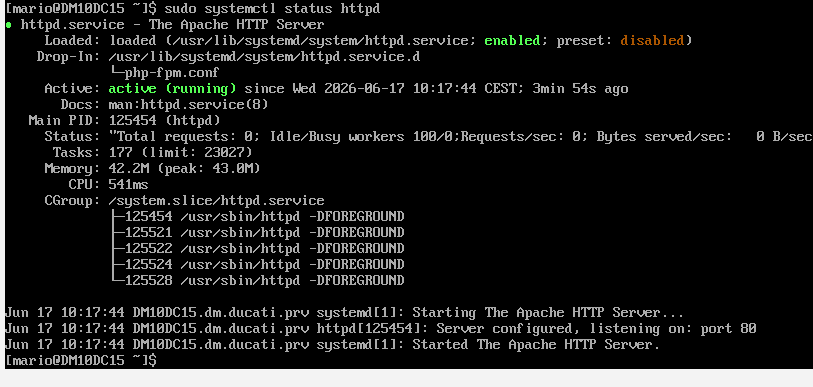 [mario@DM10DC15 ~]$ sudo systemctl status httpd
● httpd.service - The Apache HTTP Server
     Loaded: loaded (/usr/lib/systemd/system/httpd.service; enabled; preset: disabled)
    Drop-In: /usr/lib/systemd/system/httpd.service.d
             └─php-fpm.conf
     Active: active (running) since Wed 2026-06-17 10:17:44 CEST; 3min 54s ago
       Docs: man:httpd.service(8)
   Main PID: 125454 (httpd)
     Status: "Total requests: 0; Idle/Busy workers 100/0;Requests/sec: 0; Bytes served/sec:   0 B/sec
      Tasks: 177 (limit: 23027)
     Memory: 42.2M (peak: 43.0M)
        CPU: 541ms
     CGroup: /system.slice/httpd.service
             ├─125454 /usr/sbin/httpd -DFOREGROUND
             ├─125521 /usr/sbin/httpd -DFOREGROUND
             ├─125522 /usr/sbin/httpd -DFOREGROUND
             ├─125524 /usr/sbin/httpd -DFOREGROUND
             └─125528 /usr/sbin/httpd -DFOREGROUND

Jun 17 10:17:44 DM10DC15.dm.ducati.prv systemd[1]: Starting The Apache HTTP Server...
Jun 17 10:17:44 DM10DC15.dm.ducati.prv httpd[125454]: Server configured, listening on: port 80
Jun 17 10:17:44 DM10DC15.dm.ducati.prv systemd[1]: Started The Apache HTTP Server.
[mario@DM10DC15 ~]$